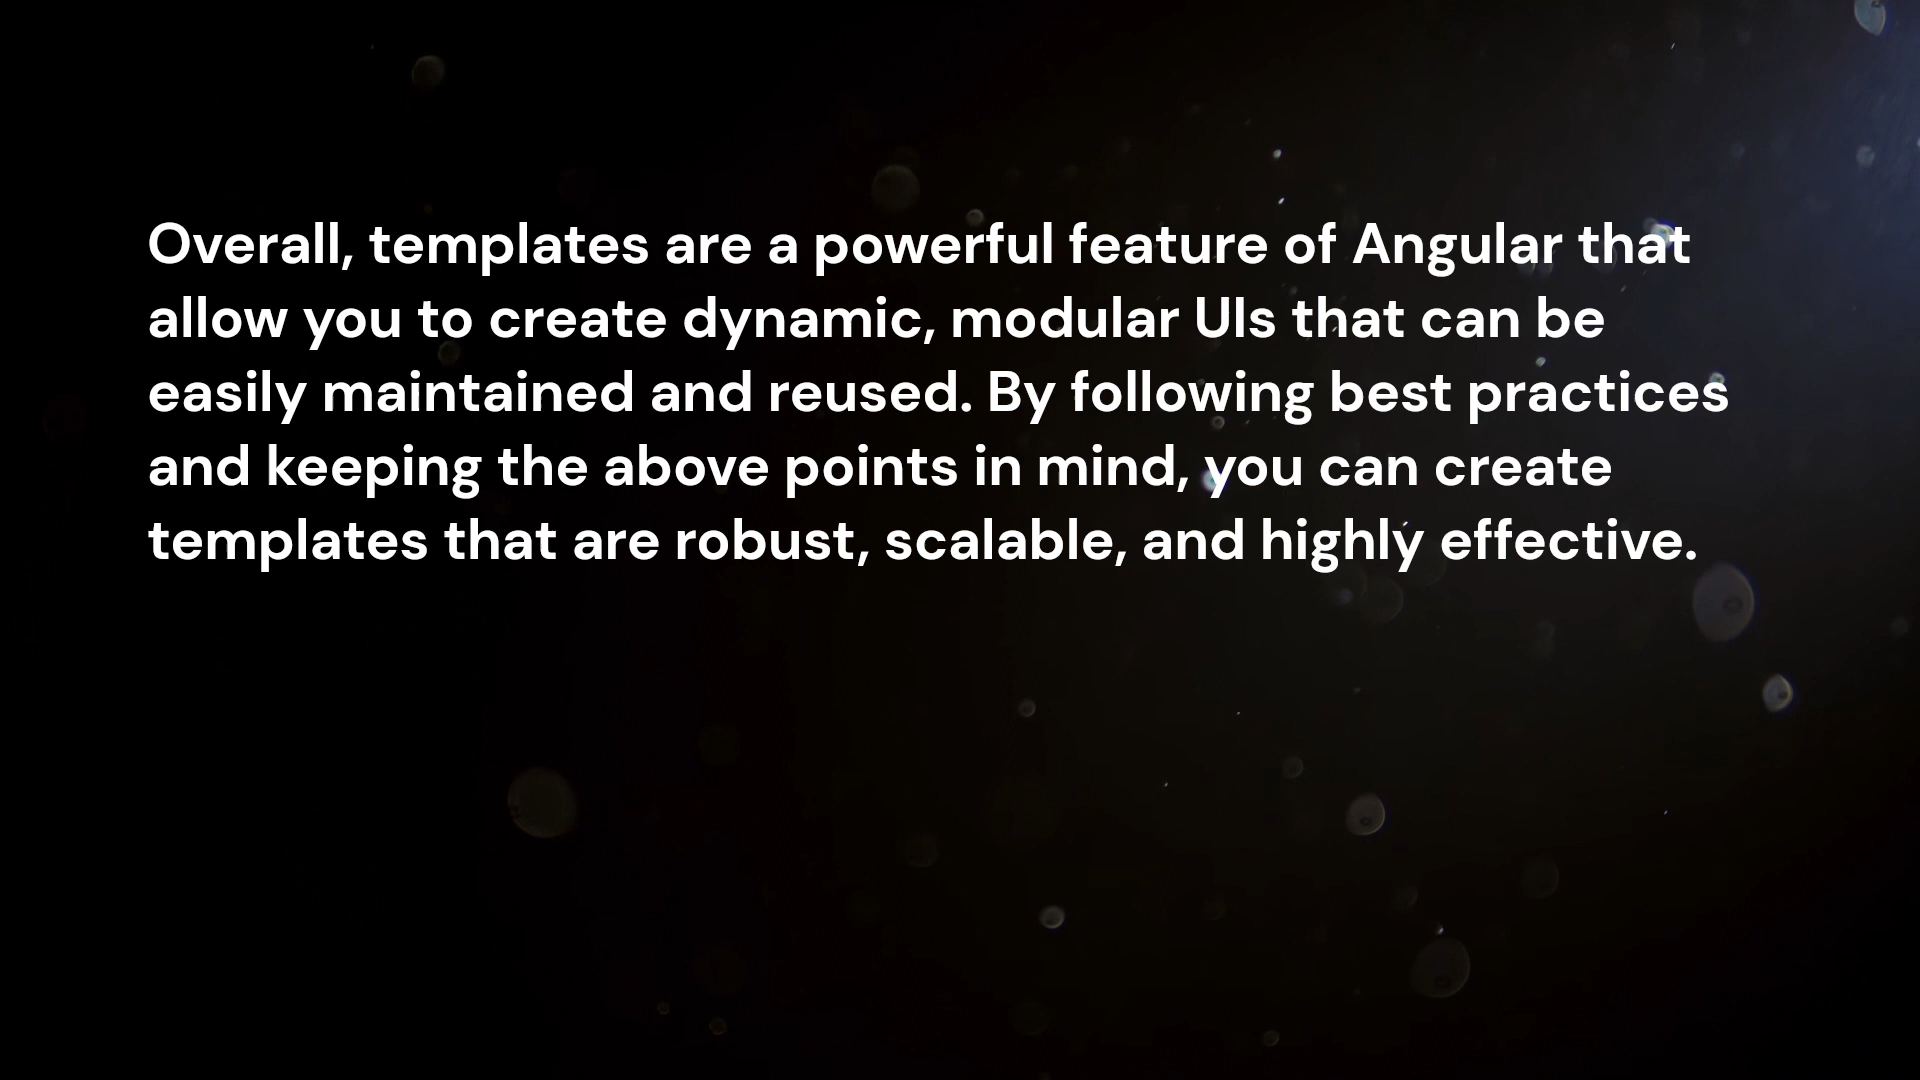 Overall, templates are a powerful feature of Angular that
allow you to create dynamic, modular UIs that can be
easily maintained and reused. By following best practices
and keeping the above points in mind, you can create
templates that are robust, scalable, and highly effective.